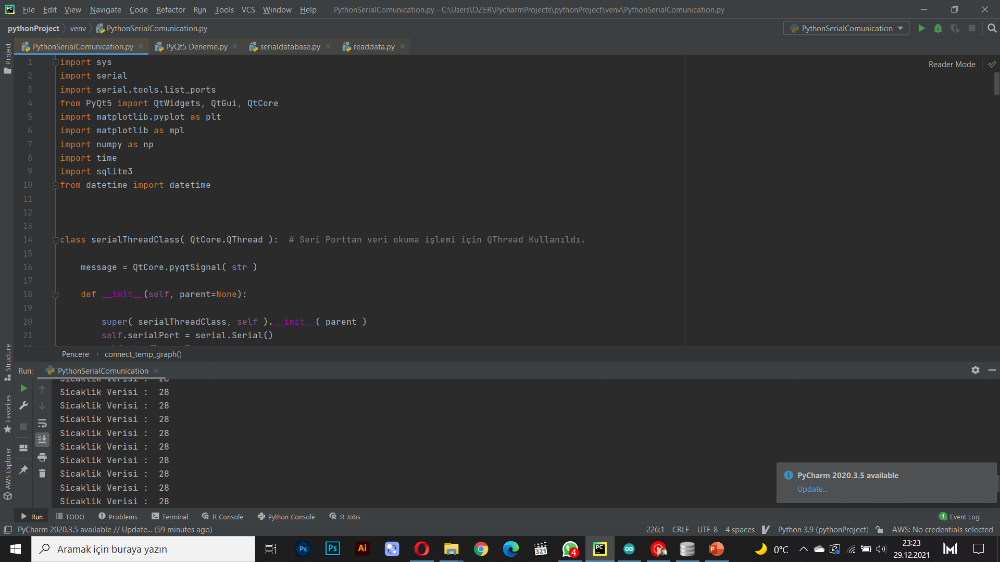 File Edit View Navigate Code Refactor Run Tools VCS Window Help PythonSerialComunication.py - C:\Users\ÖZER\PycharmProjects\pythonProject\venv\PythonSerialComunication.py
pythonProject venv PythonSerialComunication.py PythonSerialComunication
PythonSerialComunication.py PyQt5 Deneme.py serialdatabase.py readdata.py
Project
Reader Mode
1 import sys
2 import serial
3 import serial.tools.list_ports
4 from PyQt5 import QtWidgets, QtGui, QtCore
5 import matplotlib.pyplot as plt
6 import matplotlib as mpl
7 import numpy as np
8 import time
9 import sqlite3
10 from datetime import datetime
11
12
13
14 class serialThreadClass( QtCore.QThread ):  # Seri Porttan veri okuma işlemi için QThread Kullanıldı.
15
16 message = QtCore.pyqtSignal( str )
17
18 def __init__(self, parent=None):
19
20 super( serialThreadClass, self ).__init__( parent )
21 self.serialPort = serial.Serial()
Pencere connect_temp_graph()
Structure
Favorites
AWS Explorer
Run: PythonSerialComunication
Sicaklik Verisi :  28
Sicaklik Verisi :  28
Sicaklik Verisi :  28
Sicaklik Verisi :  28
Sicaklik Verisi :  28
Sicaklik Verisi :  28
Sicaklik Verisi :  28
Sicaklik Verisi :  28
Sicaklik Verisi :  28
Sicaklik Verisi :  28
PyCharm 2020.3.5 available
Update...
Run TODO Problems Terminal R Console Python Console R Jobs 1 Event Log
PyCharm 2020.3.5 available // Update... (59 minutes ago) 226:1 CRLF UTF-8 4 spaces Python 3.9 (pythonProject) AWS: No credentials selected
Aramak için buraya yazın Ps Ps Ai 321 4 PC P 0°C 23:23
29.12.2021